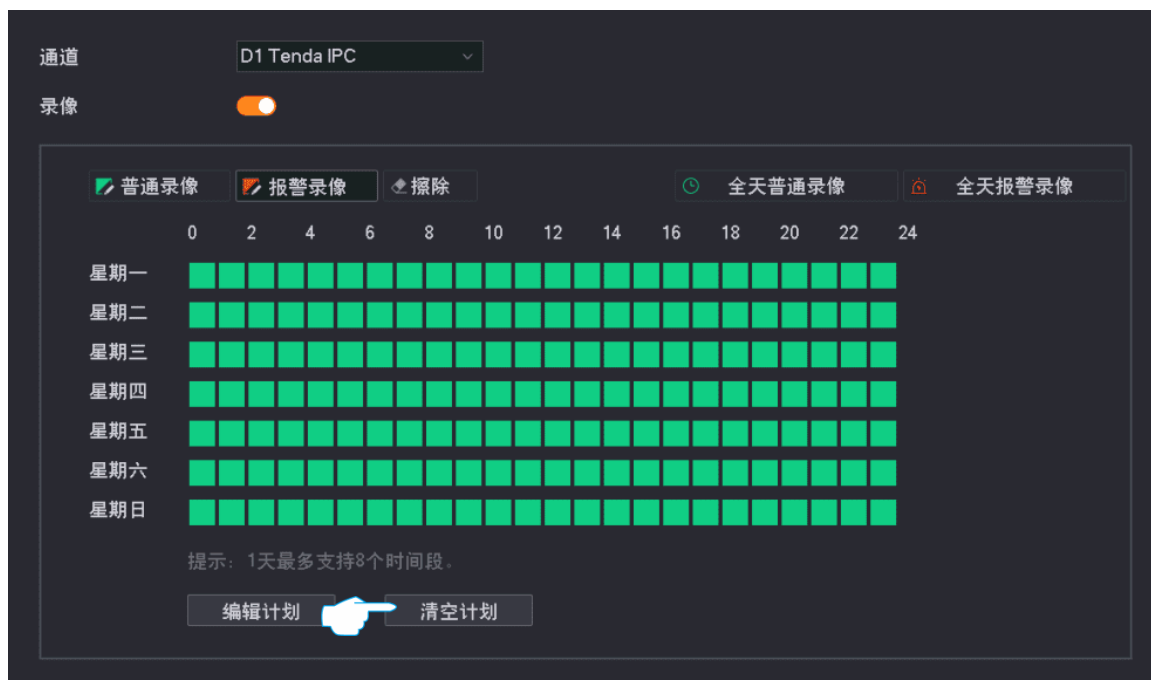 通道 D1 Tenda IPC
录像
普通录像 报警录像 擦除 全天普通录像 全天报警录像
0 2 4 6 8 10 12 14 16 18 20 22 24
星期一
星期二
星期三
星期四
星期五
星期六
星期日
提示：1天最多支持8个时间段。
编辑计划 清空计划